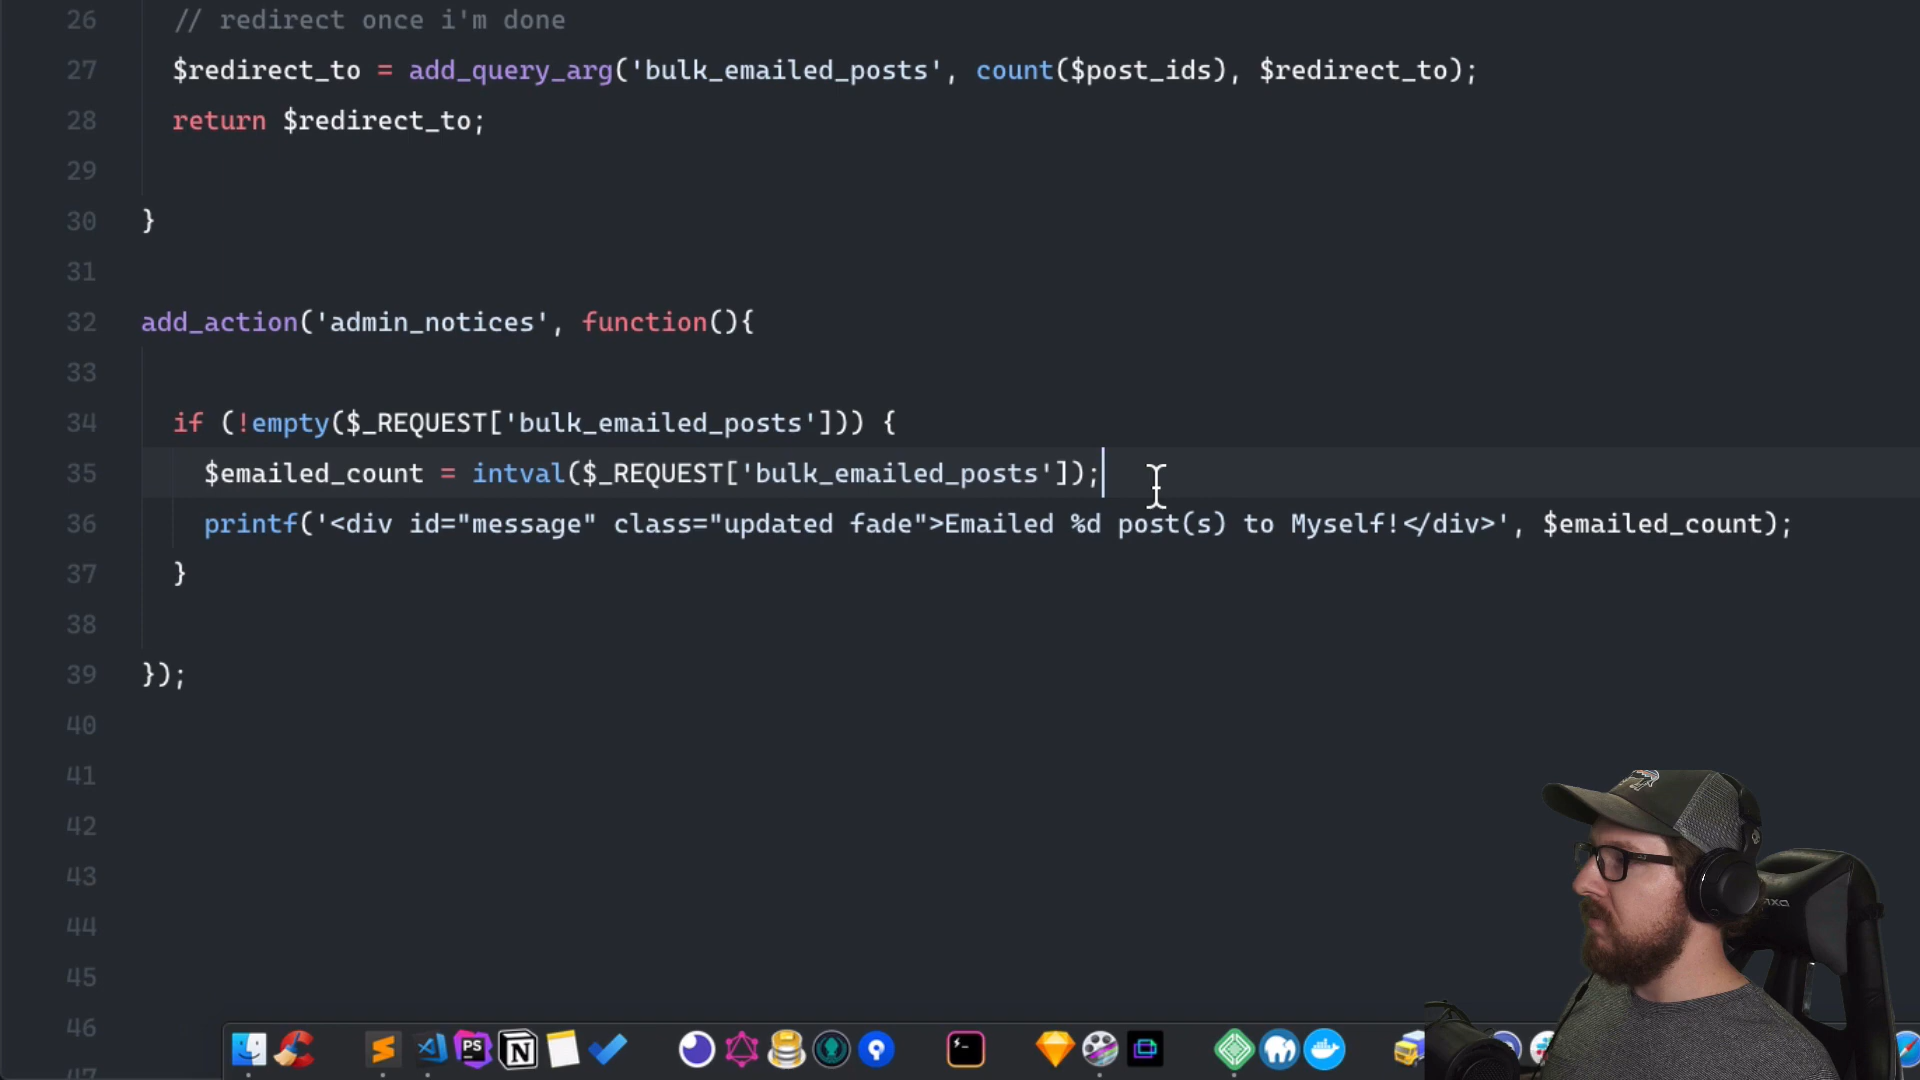 26 // redirect once i'm done
27 $redirect_to = add_query_arg('bulk_emailed_posts', count($post_ids), $redirect_to);
28 return $redirect_to;
29
30 }
31
32 add_action('admin_notices', function(){
33
34 if (!empty($_REQUEST['bulk_emailed_posts'])) {
35 $emailed_count = intval($_REQUEST['bulk_emailed_posts']);
36 printf('<div id="message" class="updated fade">Emailed %d post(s) to Myself!</div>', $emailed_count);
37 }
38
39 });
40
41
42
43
44
45
46
47
PS
N